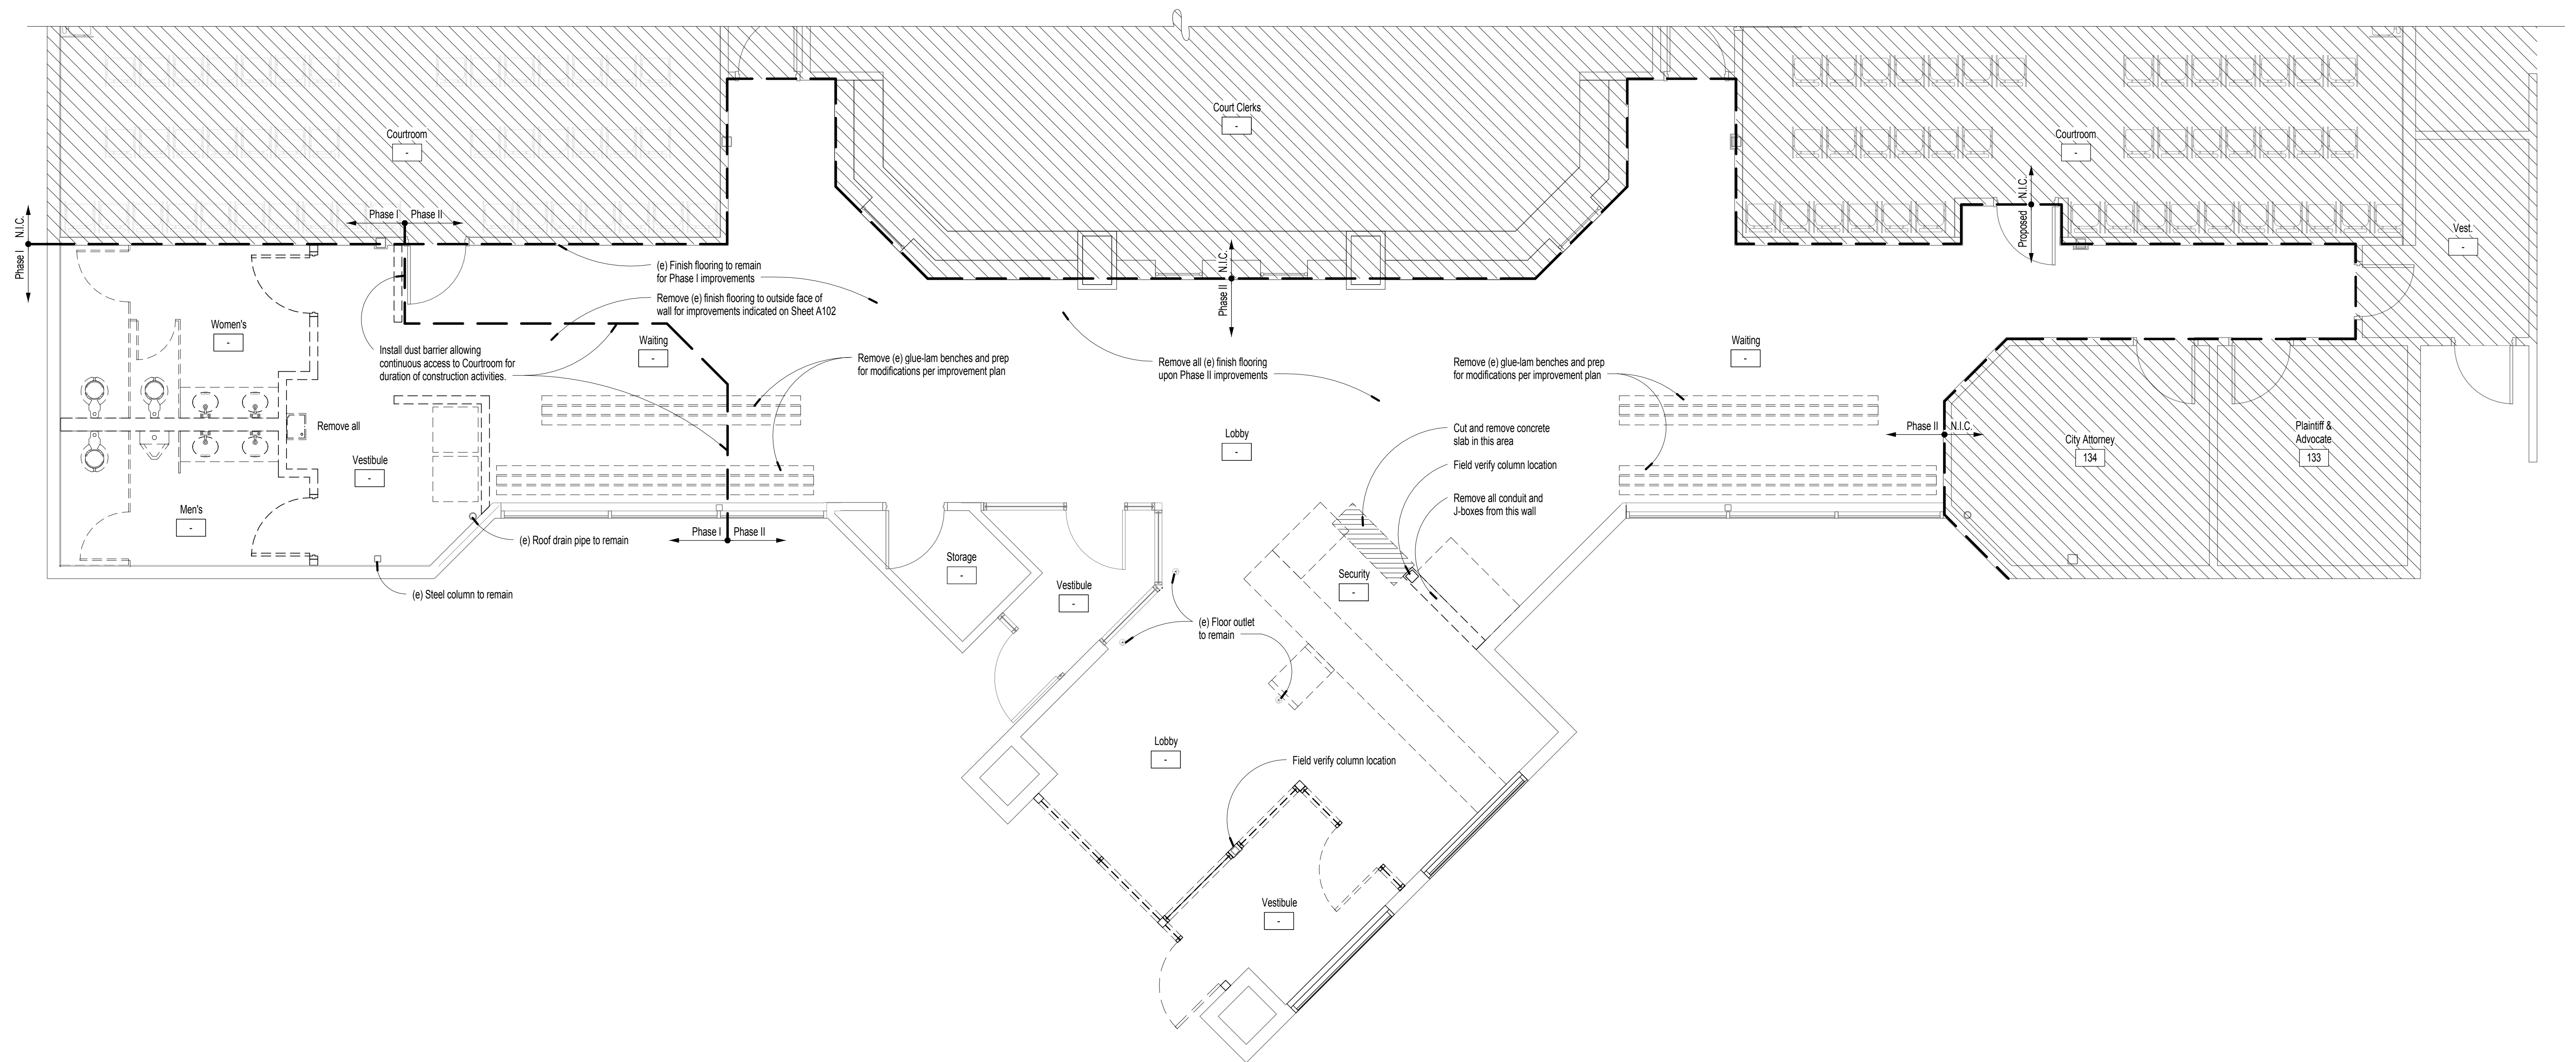 Court Clerks
-
Courtroom
-
Courtroom
-
N.I.C.
Phase I
Phase I
Phase II
N.I.C.
Proposed
Vest.
-
(e) Finish flooring to remain
for Phase I improvements
N.I.C.
Phase II
Remove (e) finish flooring to outside face of
wall for improvements indicated on Sheet A102
Women's
-
Install dust barrier allowing
continuous access to Courtroom for
duration of construction activities.
Waiting
-
Remove (e) glue-lam benches and prep
for modifications per improvement plan
Remove all (e) finish flooring
upon Phase II improvements
Remove (e) glue-lam benches and prep
for modifications per improvement plan
Waiting
-
Remove all
Vestibule
-
Lobby
-
Cut and remove concrete
slab in this area
Field verify column location
Remove all conduit and
J-boxes from this wall
Phase II
N.I.C.
City Attorney
134
Plaintiff &
Advocate
133
Men's
-
(e) Roof drain pipe to remain
Phase I
Phase II
(e) Steel column to remain
Storage
-
Vestibule
-
Security
-
(e) Floor outlet
to remain
Lobby
-
Field verify column location
Vestibule
-